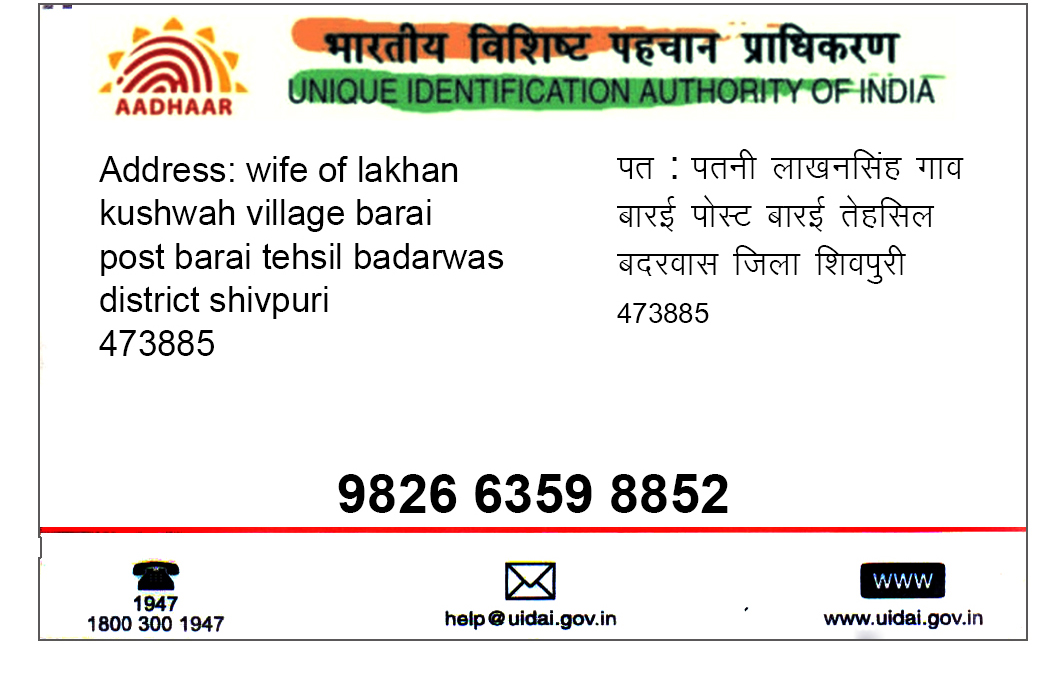 भारतीय विशिष्ट पहचान प्राधिकरण
AADHAAR
UNIQUE IDENTIFICATION AUTHORITY OF INDIA
Address: wife of lakhan
kushwah village barai
post barai tehsil badarwas
district shivpuri
473885
पत : पतनी लाखनसिंह गाव
बारई पोस्ट बारई तेहसिल
बदरवास जिला शिवपुरी
473885
9826 6359 8852
1947
1800 300 1947
help@uidai.gov.in
www
www.uidai.gov.in